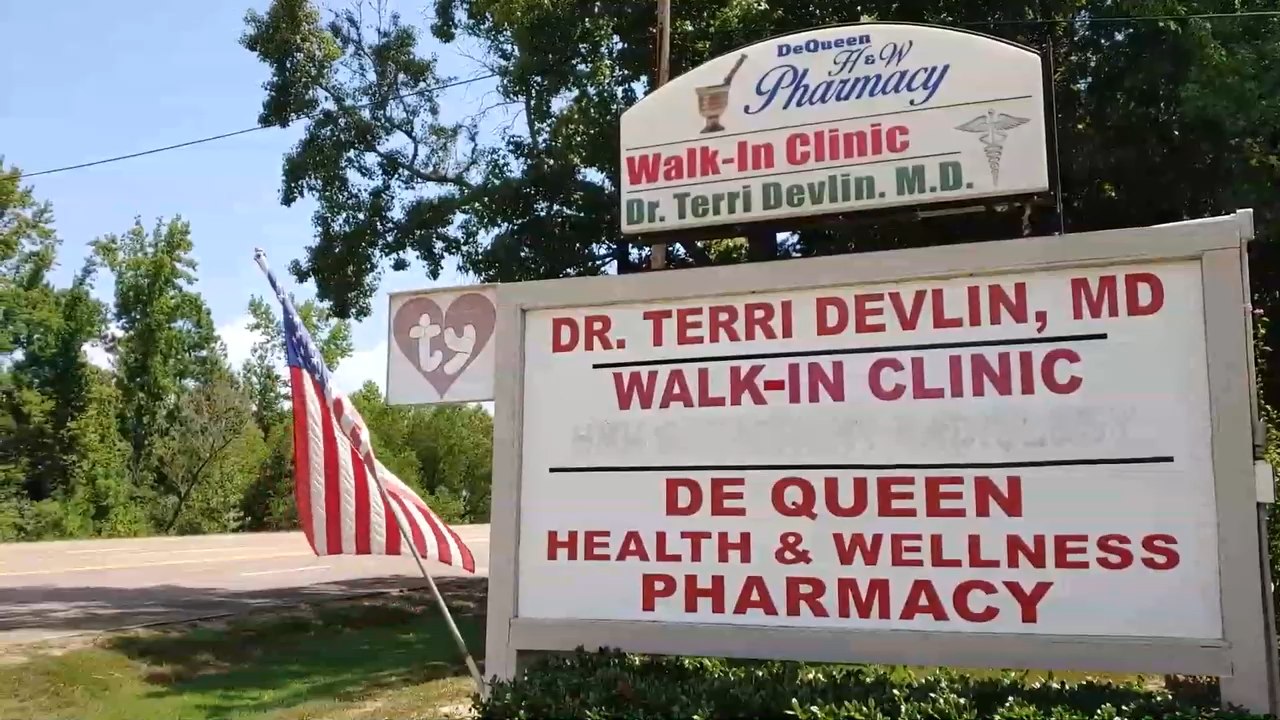 DeQueen
H & W
Pharmacy
Walk-In Clinic
Dr. Terri Devlin. M.D.
ty
DR. TERRI DEVLIN, MD
WALK-IN CLINIC
DE QUEEN
HEALTH & WELLNESS
PHARMACY